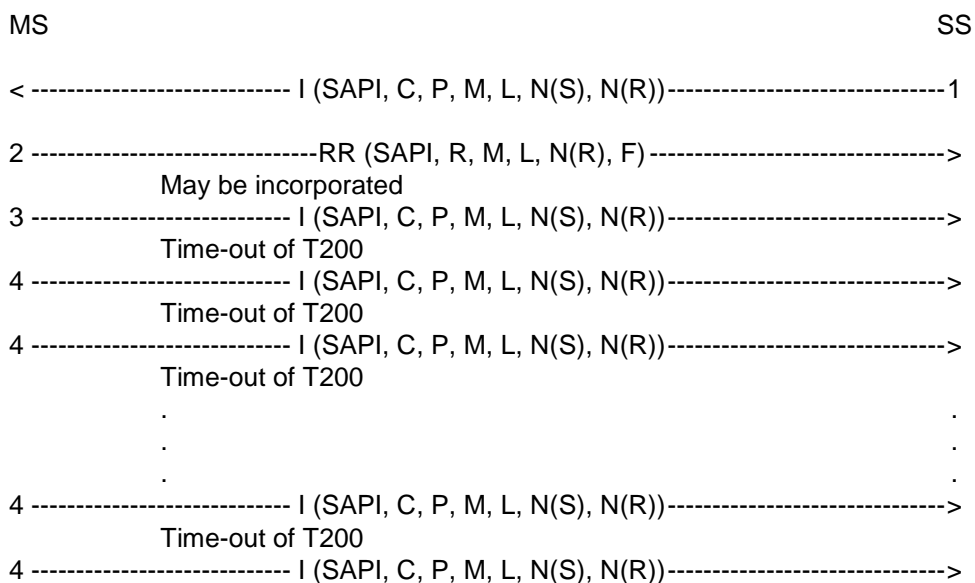 MS SS
< ----------------------------- I (SAPI, C, P, M, L, N(S), N(R))-------------------------------1
2 --------------------------------RR (SAPI, R, M, L, N(R), F) --------------------------------->
May be incorporated
3 ----------------------------- I (SAPI, C, P, M, L, N(S), N(R))------------------------------->
Time-out of T200
4 ----------------------------- I (SAPI, C, P, M, L, N(S), N(R))------------------------------->
Time-out of T200
4 ----------------------------- I (SAPI, C, P, M, L, N(S), N(R))------------------------------->
Time-out of T200
. .
. .
. .
4 ----------------------------- I (SAPI, C, P, M, L, N(S), N(R))------------------------------->
Time-out of T200
4 ----------------------------- I (SAPI, C, P, M, L, N(S), N(R))------------------------------->